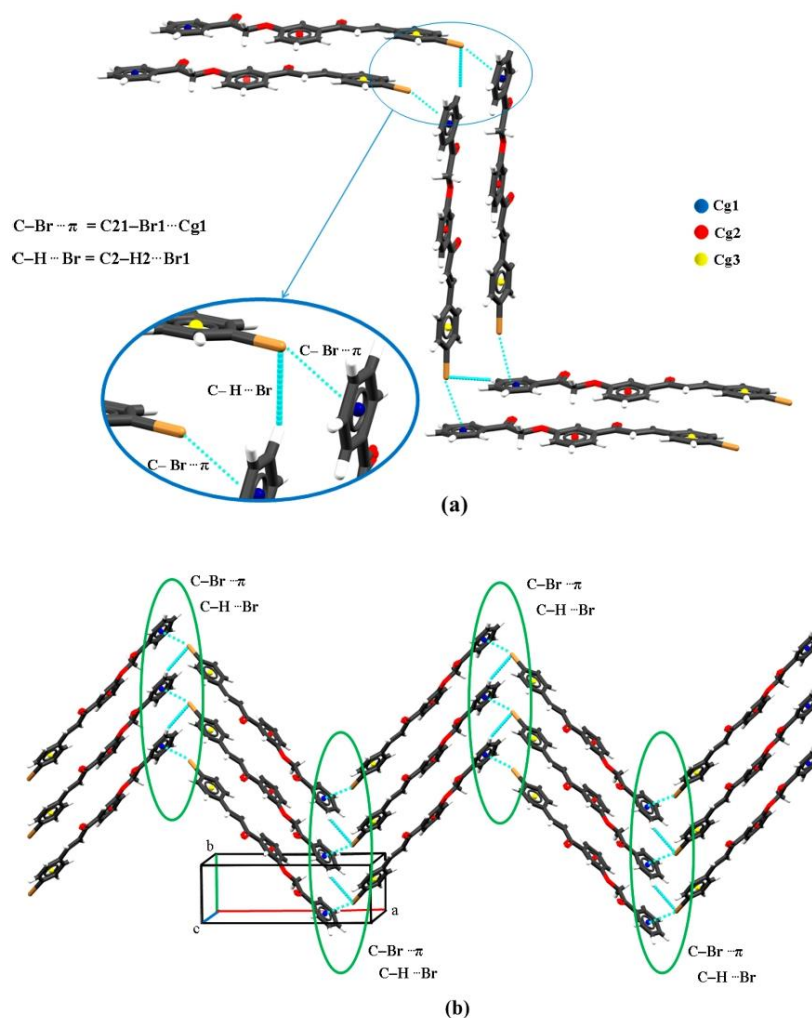 Cg1
C–Br···π = C21–Br1···Cg1
Cg2
C–H···Br = C2–H2···Br1
Cg3
C– Br···π
C– H···Br
C– Br···π
(a)
C–Br···π
C–H···Br
C–Br···π
C–H···Br
b
a
c
C–Br···π
C–H···Br
C–Br···π
C–H···Br
(b)